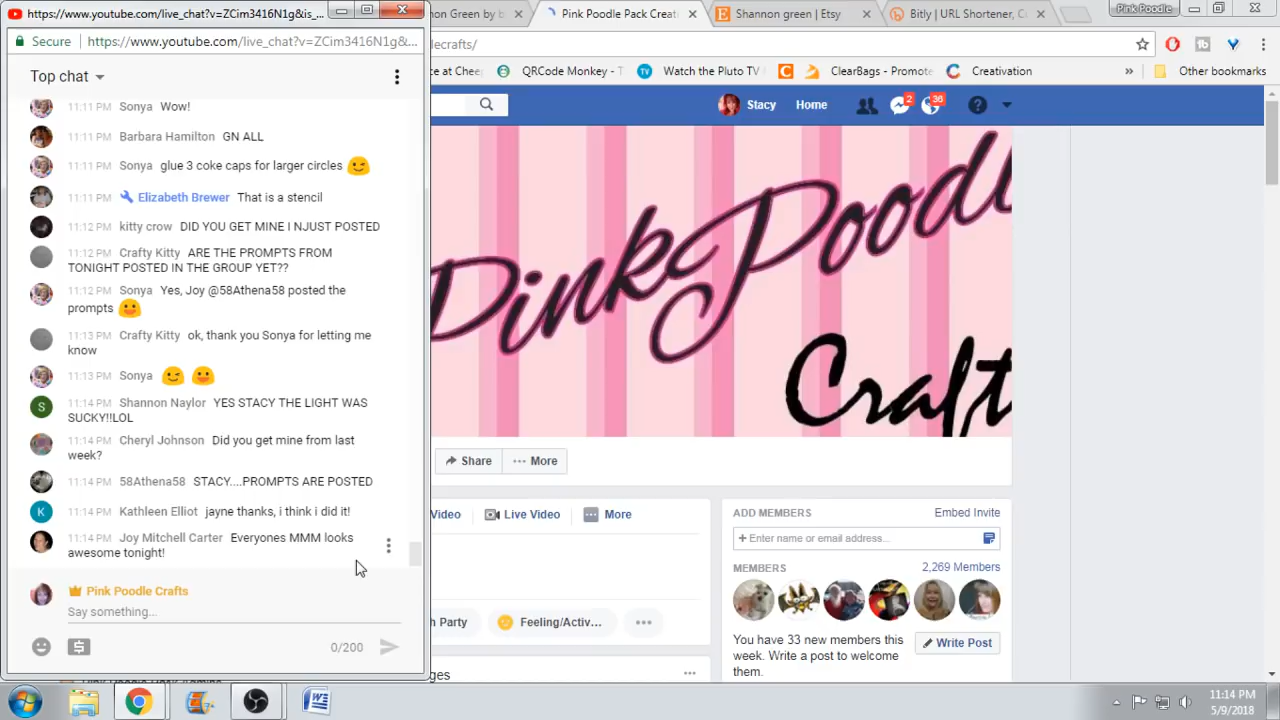 https://www.youtube.com/live_chat?v=ZCim3416N1g&is_...
Secure https://www.youtube.com/live_chat?v=ZCim3416N1g&...
Top chat
11:11 PM Sonya Wow!
11:11 PM Barbara Hamilton GN ALL
11:11 PM Sonya glue 3 coke caps for larger circles
11:11 PM Elizabeth Brewer That is a stencil
11:12 PM kitty crow DID YOU GET MINE I NJUST POSTED
11:12 PM Crafty Kitty ARE THE PROMPTS FROM
TONIGHT POSTED IN THE GROUP YET??
11:12 PM Sonya Yes, Joy @58Athena58 posted the
prompts
11:13 PM Crafty Kitty ok, thank you Sonya for letting me
know
11:13 PM Sonya
S
11:14 PM Shannon Naylor YES STACY THE LIGHT WAS
SUCKY!!LOL
11:14 PM Cheryl Johnson Did you get mine from last
week?
11:14 PM 58Athena58 STACY....PROMPTS ARE POSTED
K
11:14 PM Kathleen Elliot jayne thanks, i think i did it!
11:14 PM Joy Mitchell Carter Everyones MMM looks
awesome tonight!
Pink Poodle Crafts
Say something...
0/200
on Green by b
Pink Poodle Pack Creati
Shannon green | Etsy
Bitly | URL Shortener, C
Pink Poodle
lecrafts/
ce at Chee
QRCode Monkey - T
Watch the Pluto TV
ClearBags - Promote
Creativation
»
Other bookmarks
Stacy
Home
2
36
Pink Poodl
Craft
Share
More
Video
Live Video
More
h Party
Feeling/Activ...
ges
ADD MEMBERS
Embed Invite
+ Enter name or email address...
MEMBERS
2,269 Members
You have 33 new members this
week. Write a post to welcome
them.
Write Post
11:14 PM
5/9/2018